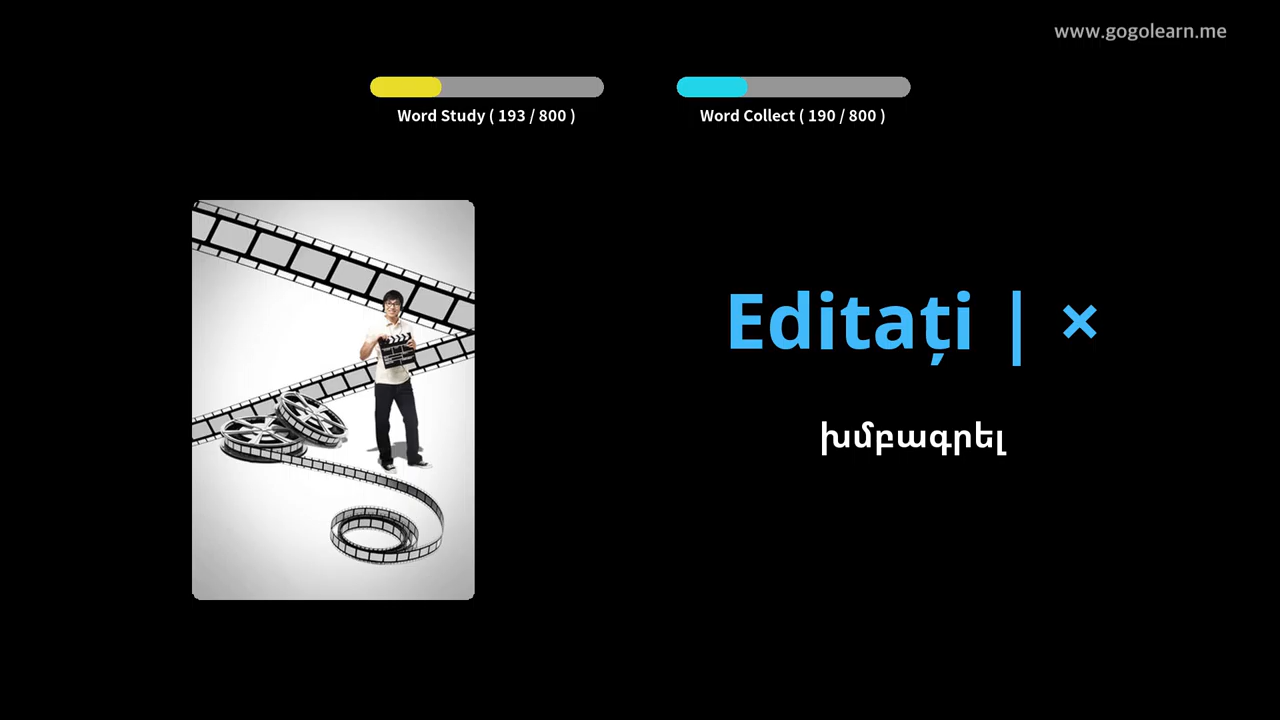 www.gogolearn.me
Word Study ( 193 / 800 )
Word Collect ( 190 / 800 )
Editați | ×
խմբագրել